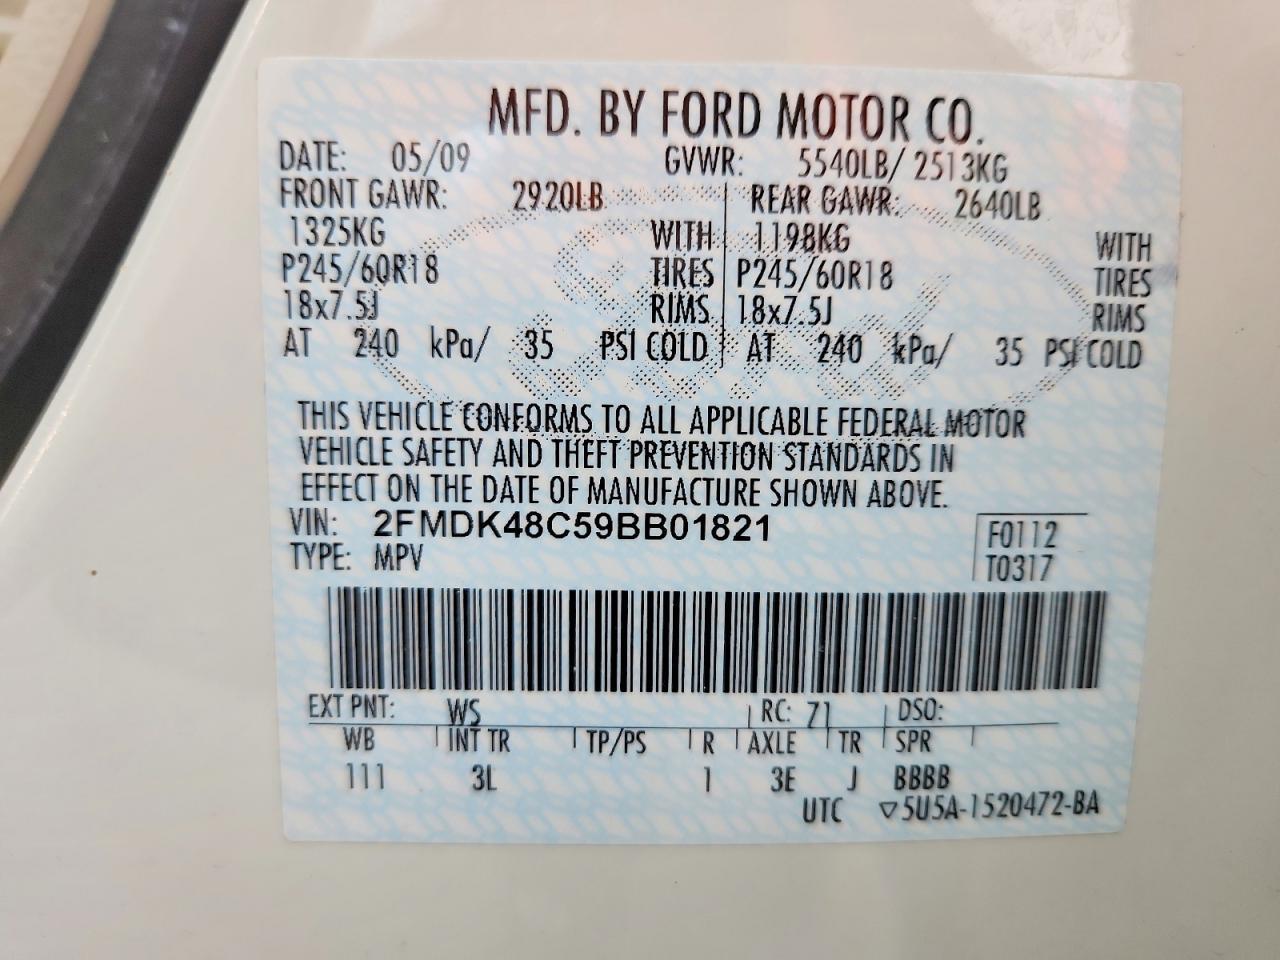 MFD. BY FORD MOTOR CO.
DATE: 05/09 GVWR: 5540LB/ 2513KG
FRONT GAWR: 2920LB REAR GAWR: 2640LB
1325KG WITH 1198KG WITH
P245/60R18 TIRES P245/60R18 TIRES
18x7.5J RIMS 18x7.5J RIMS
AT 240 kPa/ 35 PSI COLD AT 240 kPa/ 35 PSI COLD
THIS VEHICLE CONFORMS TO ALL APPLICABLE FEDERAL MOTOR
VEHICLE SAFETY AND THEFT PREVENTION STANDARDS IN
EFFECT ON THE DATE OF MANUFACTURE SHOWN ABOVE.
VIN: 2FMDK48C59BB01821
TYPE: MPV
F0112
T0317
EXT PNT: WS RC: 71 DSO:
WB INT TR TP/PS R AXLE TR SPR
111 3L 1 3E J BBBB
UTC ▽5U5A-1520472-BA